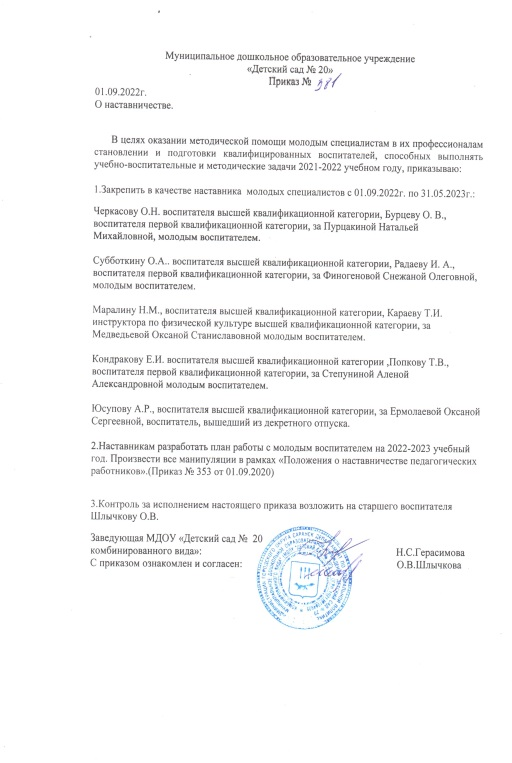 Муниципальное дошкольное образовательное учреждение
«Детский сад № 20»
Приказ № 381
01.09.2022г.
О наставничестве.
В целях оказании методической помощи молодым специалистам в их профессионалам
становлении и подготовки квалифицированных воспитателей, способных выполнять
учебно-воспитательные и методические задачи 2021-2022 учебном году, приказываю:
1.Закрепить в качестве наставника молодых специалистов с 01.09.2022г. по 31.05.2023г.:
Черкасову О.Н. воспитателя высшей квалификационной категории, Бурцеву О. В.,
воспитателя первой квалификационной категории, за Пурцакиной Натальей
Михайловной, молодым воспитателем.
Субботкину О.А.. воспитателя высшей квалификационной категории, Радаеву И. А.,
воспитателя первой квалификационной категории, за Финогеновой Снежаной Олеговной,
молодым воспитателем.
Маралину Н.М., воспитателя высшей квалификационной категории, Караеву Т.И.
инструктора по физической культуре высшей квалификационной категории, за
Медведьевой Оксаной Станиславовной молодым воспитателем.
Кондракову Е.И. воспитателя высшей квалификационной категории ,Попкову Т.В.,
воспитателя первой квалификационной категории, за Степуниной Аленой
Александровной молодым воспитателем.
Юсупову А.Р., воспитателя высшей квалификационной категории, за Ермолаевой Оксаной
Сергеевной, воспитатель, вышедший из декретного отпуска.
2.Наставникам разработать план работы с молодым воспитателем на 2022-2023 учебный
год. Произвести все манипуляции в рамках «Положения о наставничестве педагогических
работников».(Приказ № 353 от 01.09.2020)
3.Контроль за исполнением настоящего приказа возложить на старшего воспитателя
Шлычкову О.В.
Заведующая МДОУ «Детский сад № 20
комбинированного вида»: Н.С.Герасимова
С приказом ознакомлен и согласен: О.В.Шлычкова